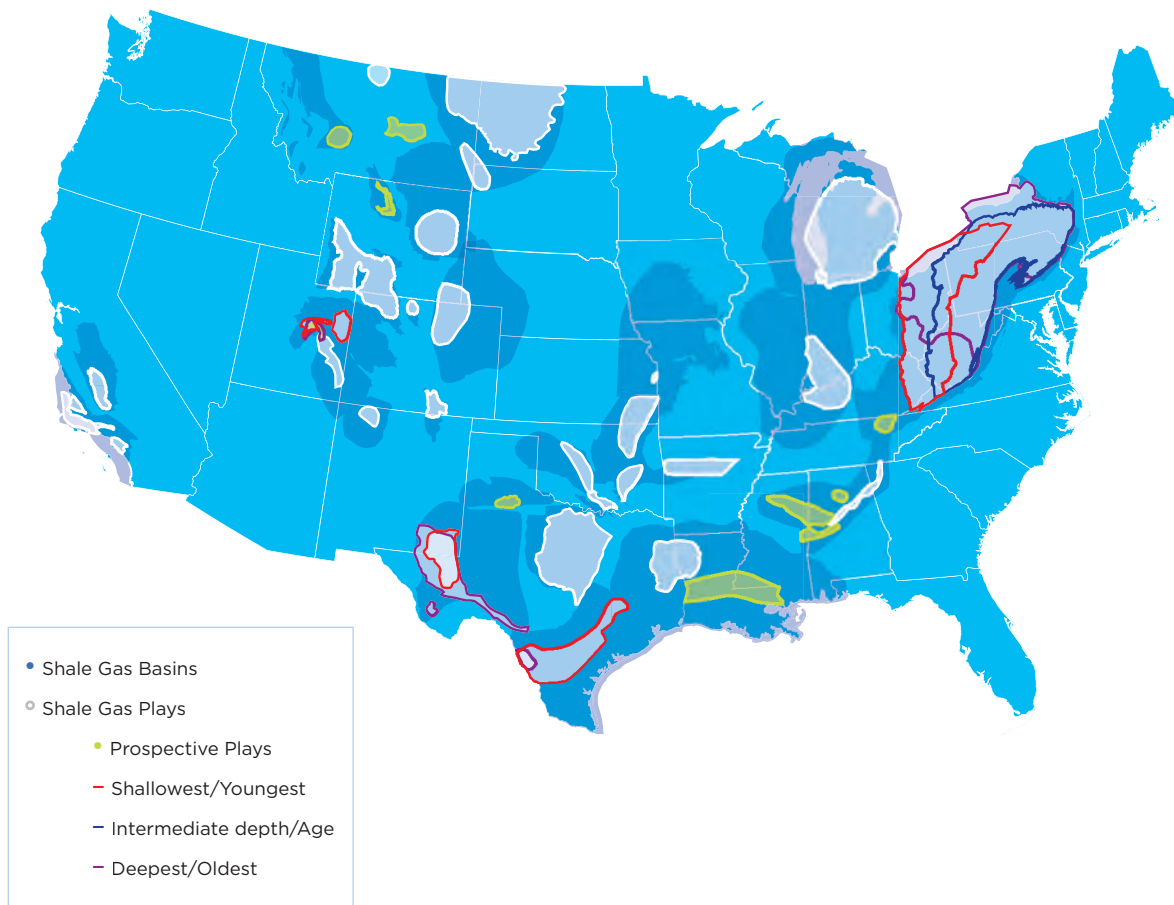 Shale Gas Basins
Shale Gas Plays
Prospective Plays
Shallowest/Youngest
Intermediate depth/Age
Deepest/Oldest